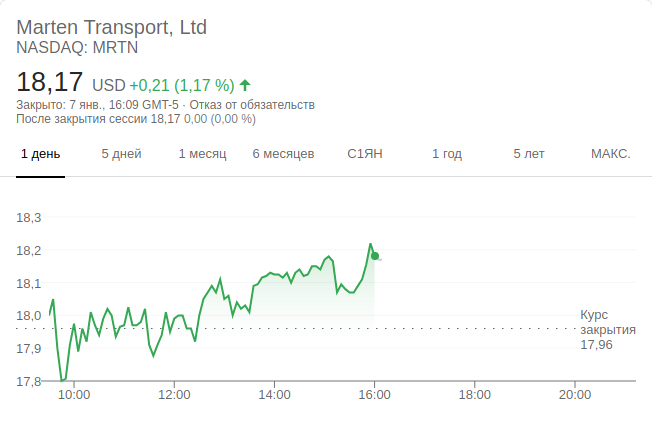 Marten Transport, Ltd
NASDAQ: MRTN
18,17 USD +0,21 (1,17 %)
Закрыто: 7 янв., 16:09 GMT-5 · Отказ от обязательств
После закрытия сессии 18,17 0,00 (0,00 %)
1 день 5 дней 1 месяц 6 месяцев С1ЯН 1 год 5 лет МАКС.
18,3
18,2
18,1
18,0
17,9
17,8
Курс
закрытия
17,96
10:00 12:00 14:00 16:00 18:00 20:00